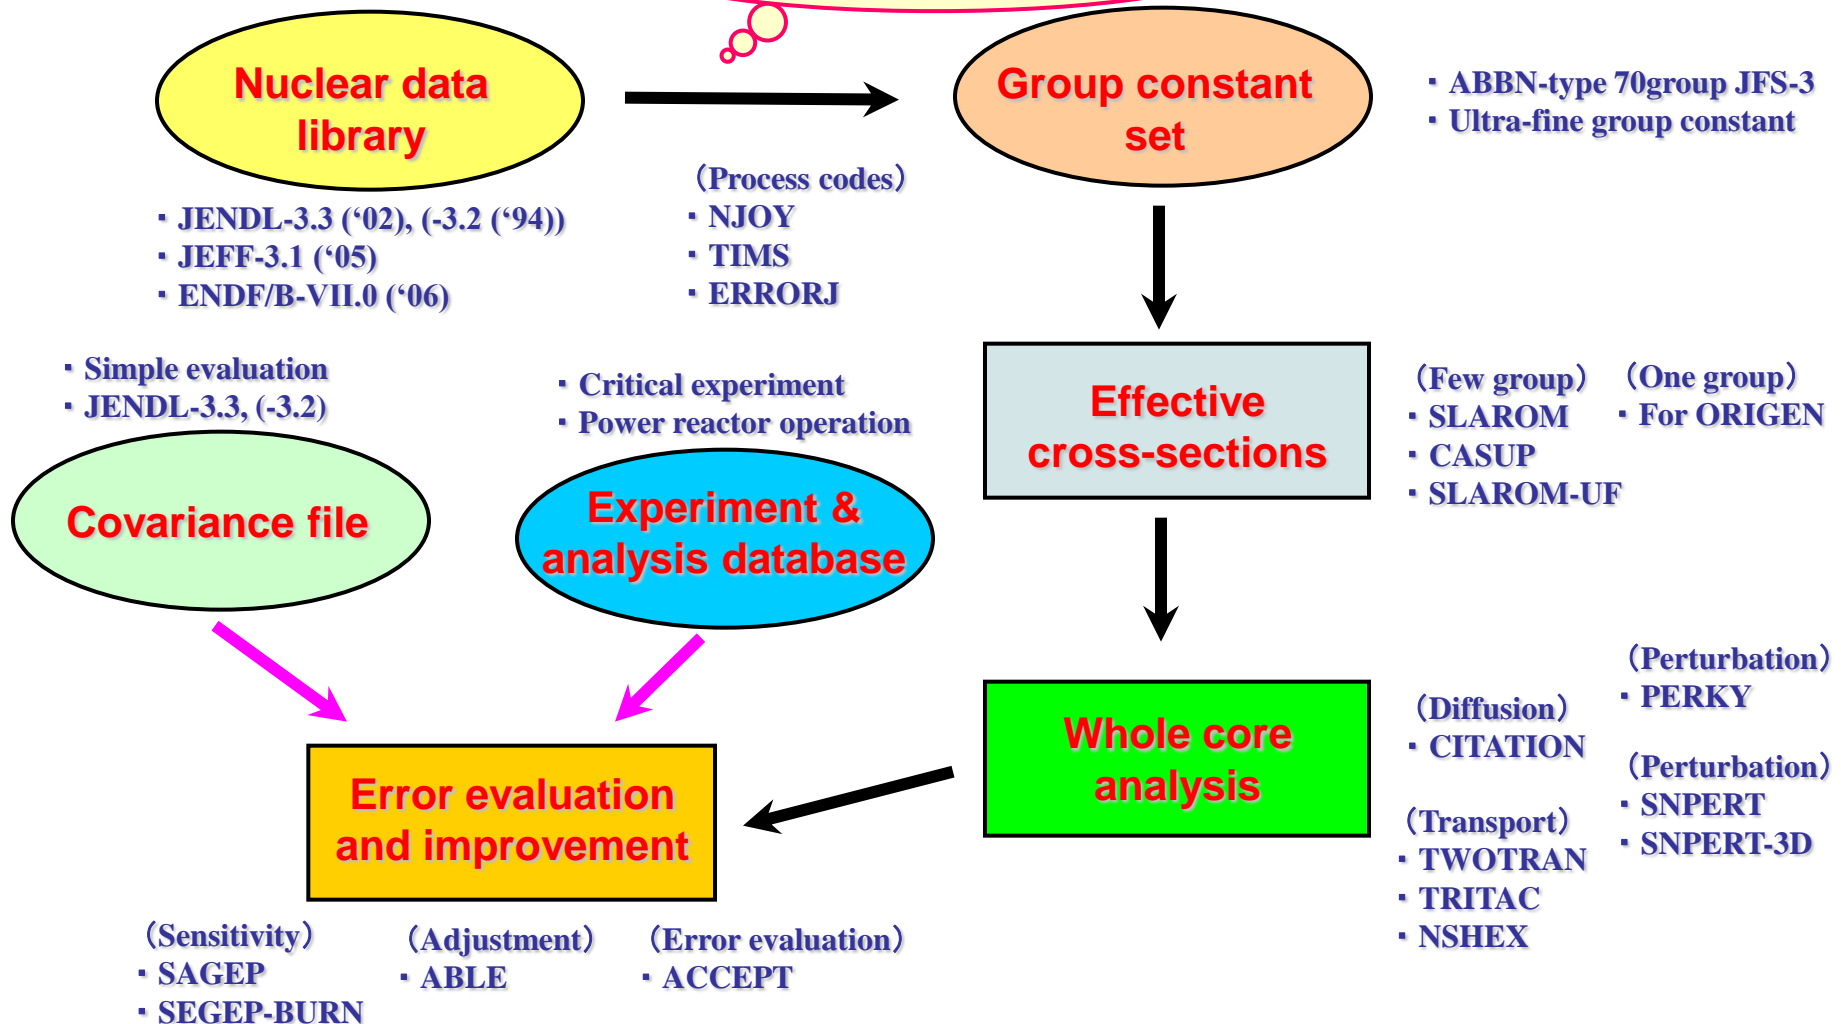 Nuclear data
library
・JENDL-3.3 (‘02), (-3.2 (‘94))
・JEFF-3.1 (‘05)
・ENDF/B-VII.0 (‘06)
（Process codes）
・NJOY
・TIMS
・ERRORJ
Group constant
set
・ABBN-type 70group JFS-3
・Ultra-fine group constant
・Simple evaluation
・JENDL-3.3, (-3.2)
Covariance file
・Critical experiment
・Power reactor operation
Experiment &
analysis database
Effective
cross-sections
（Few group）
・SLAROM
・CASUP
・SLAROM-UF
（One group）
・For ORIGEN
Whole core
analysis
（Diffusion）
・CITATION
（Perturbation）
・PERKY
（Transport）
・TWOTRAN
・TRITAC
・NSHEX
（Perturbation）
・SNPERT
・SNPERT-3D
Error evaluation
and improvement
（Sensitivity）
・SAGEP
・SEGEP-BURN
（Adjustment）
・ABLE
（Error evaluation）
・ACCEPT